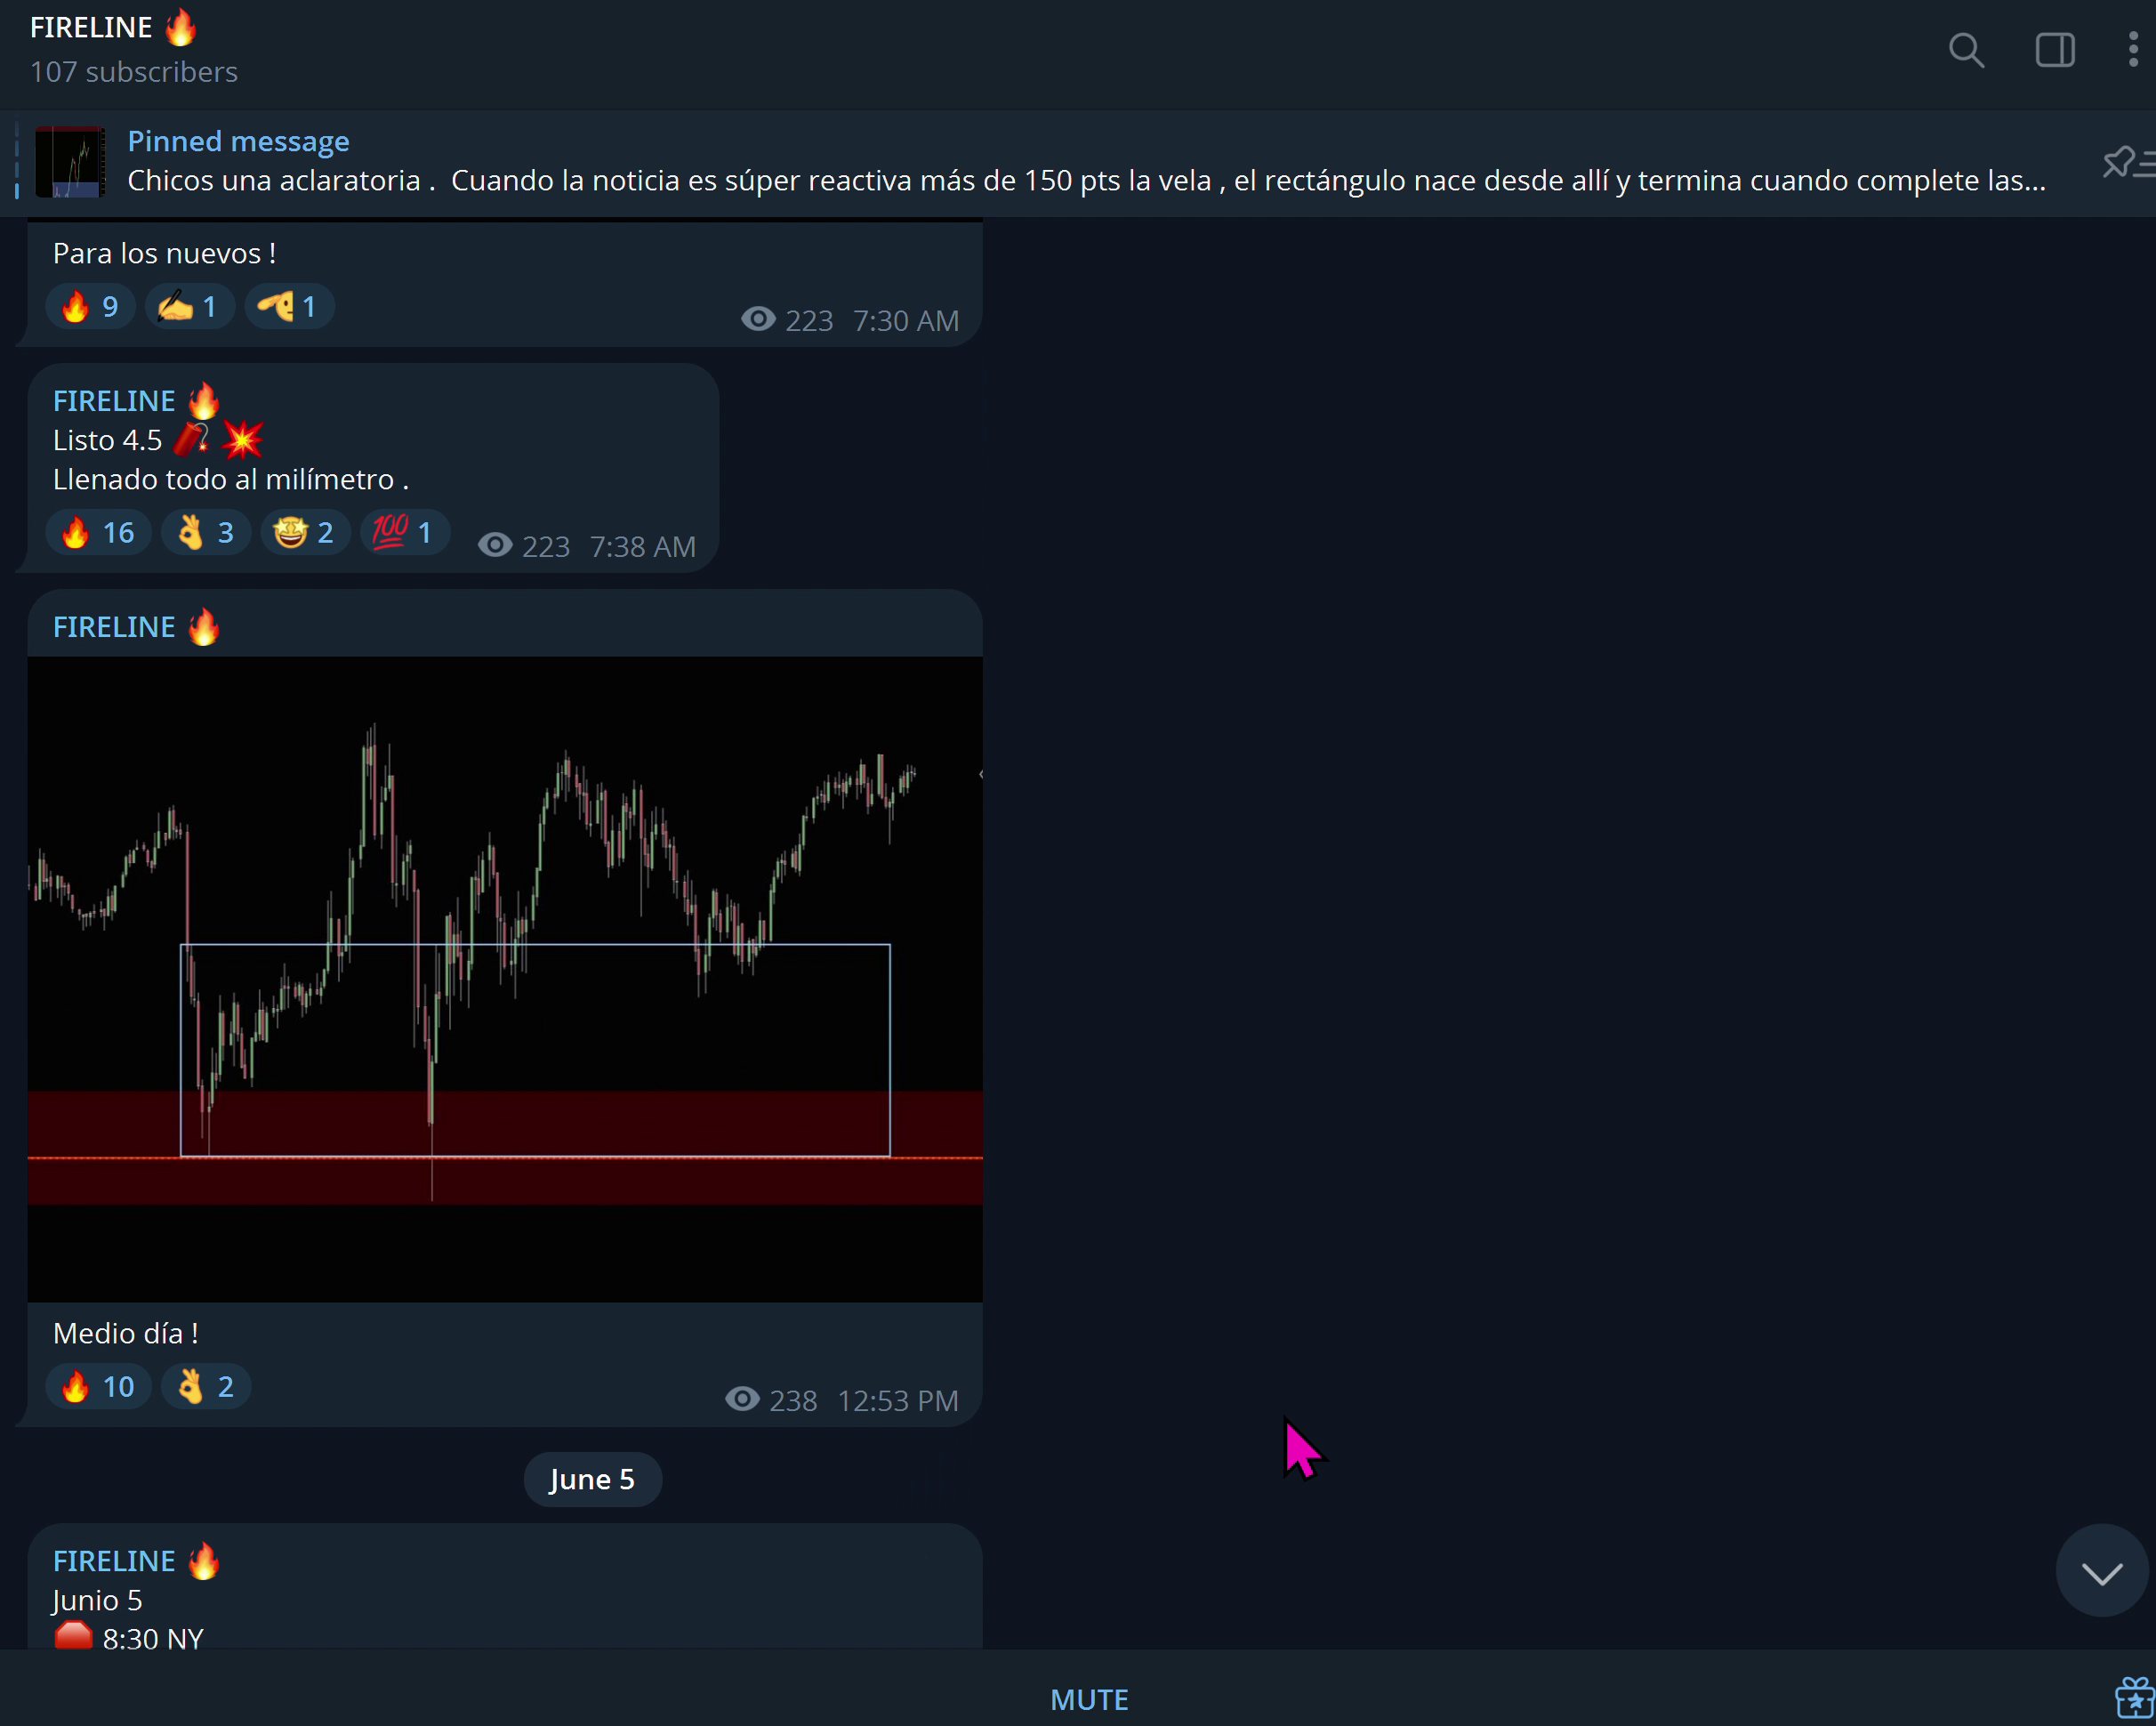 FIRELINE 🔥
107 subscribers
Pinned message
Chicos una aclaratoria .  Cuando la noticia es súper reactiva más de 150 pts la vela , el rectángulo nace desde allí y termina cuando complete las...
Para los nuevos !
🔥 9 ✍️ 1 🫱 1
223 7:30 AM
FIRELINE 🔥
Listo 4.5 🧨 💥
Llenado todo al milímetro .
🔥 16 👌 3 🤩 2 💯 1
223 7:38 AM
FIRELINE 🔥
Medio día !
🔥 10 👌 2
238 12:53 PM
June 5
FIRELINE 🔥
Junio 5
🛑 8:30 NY
MUTE